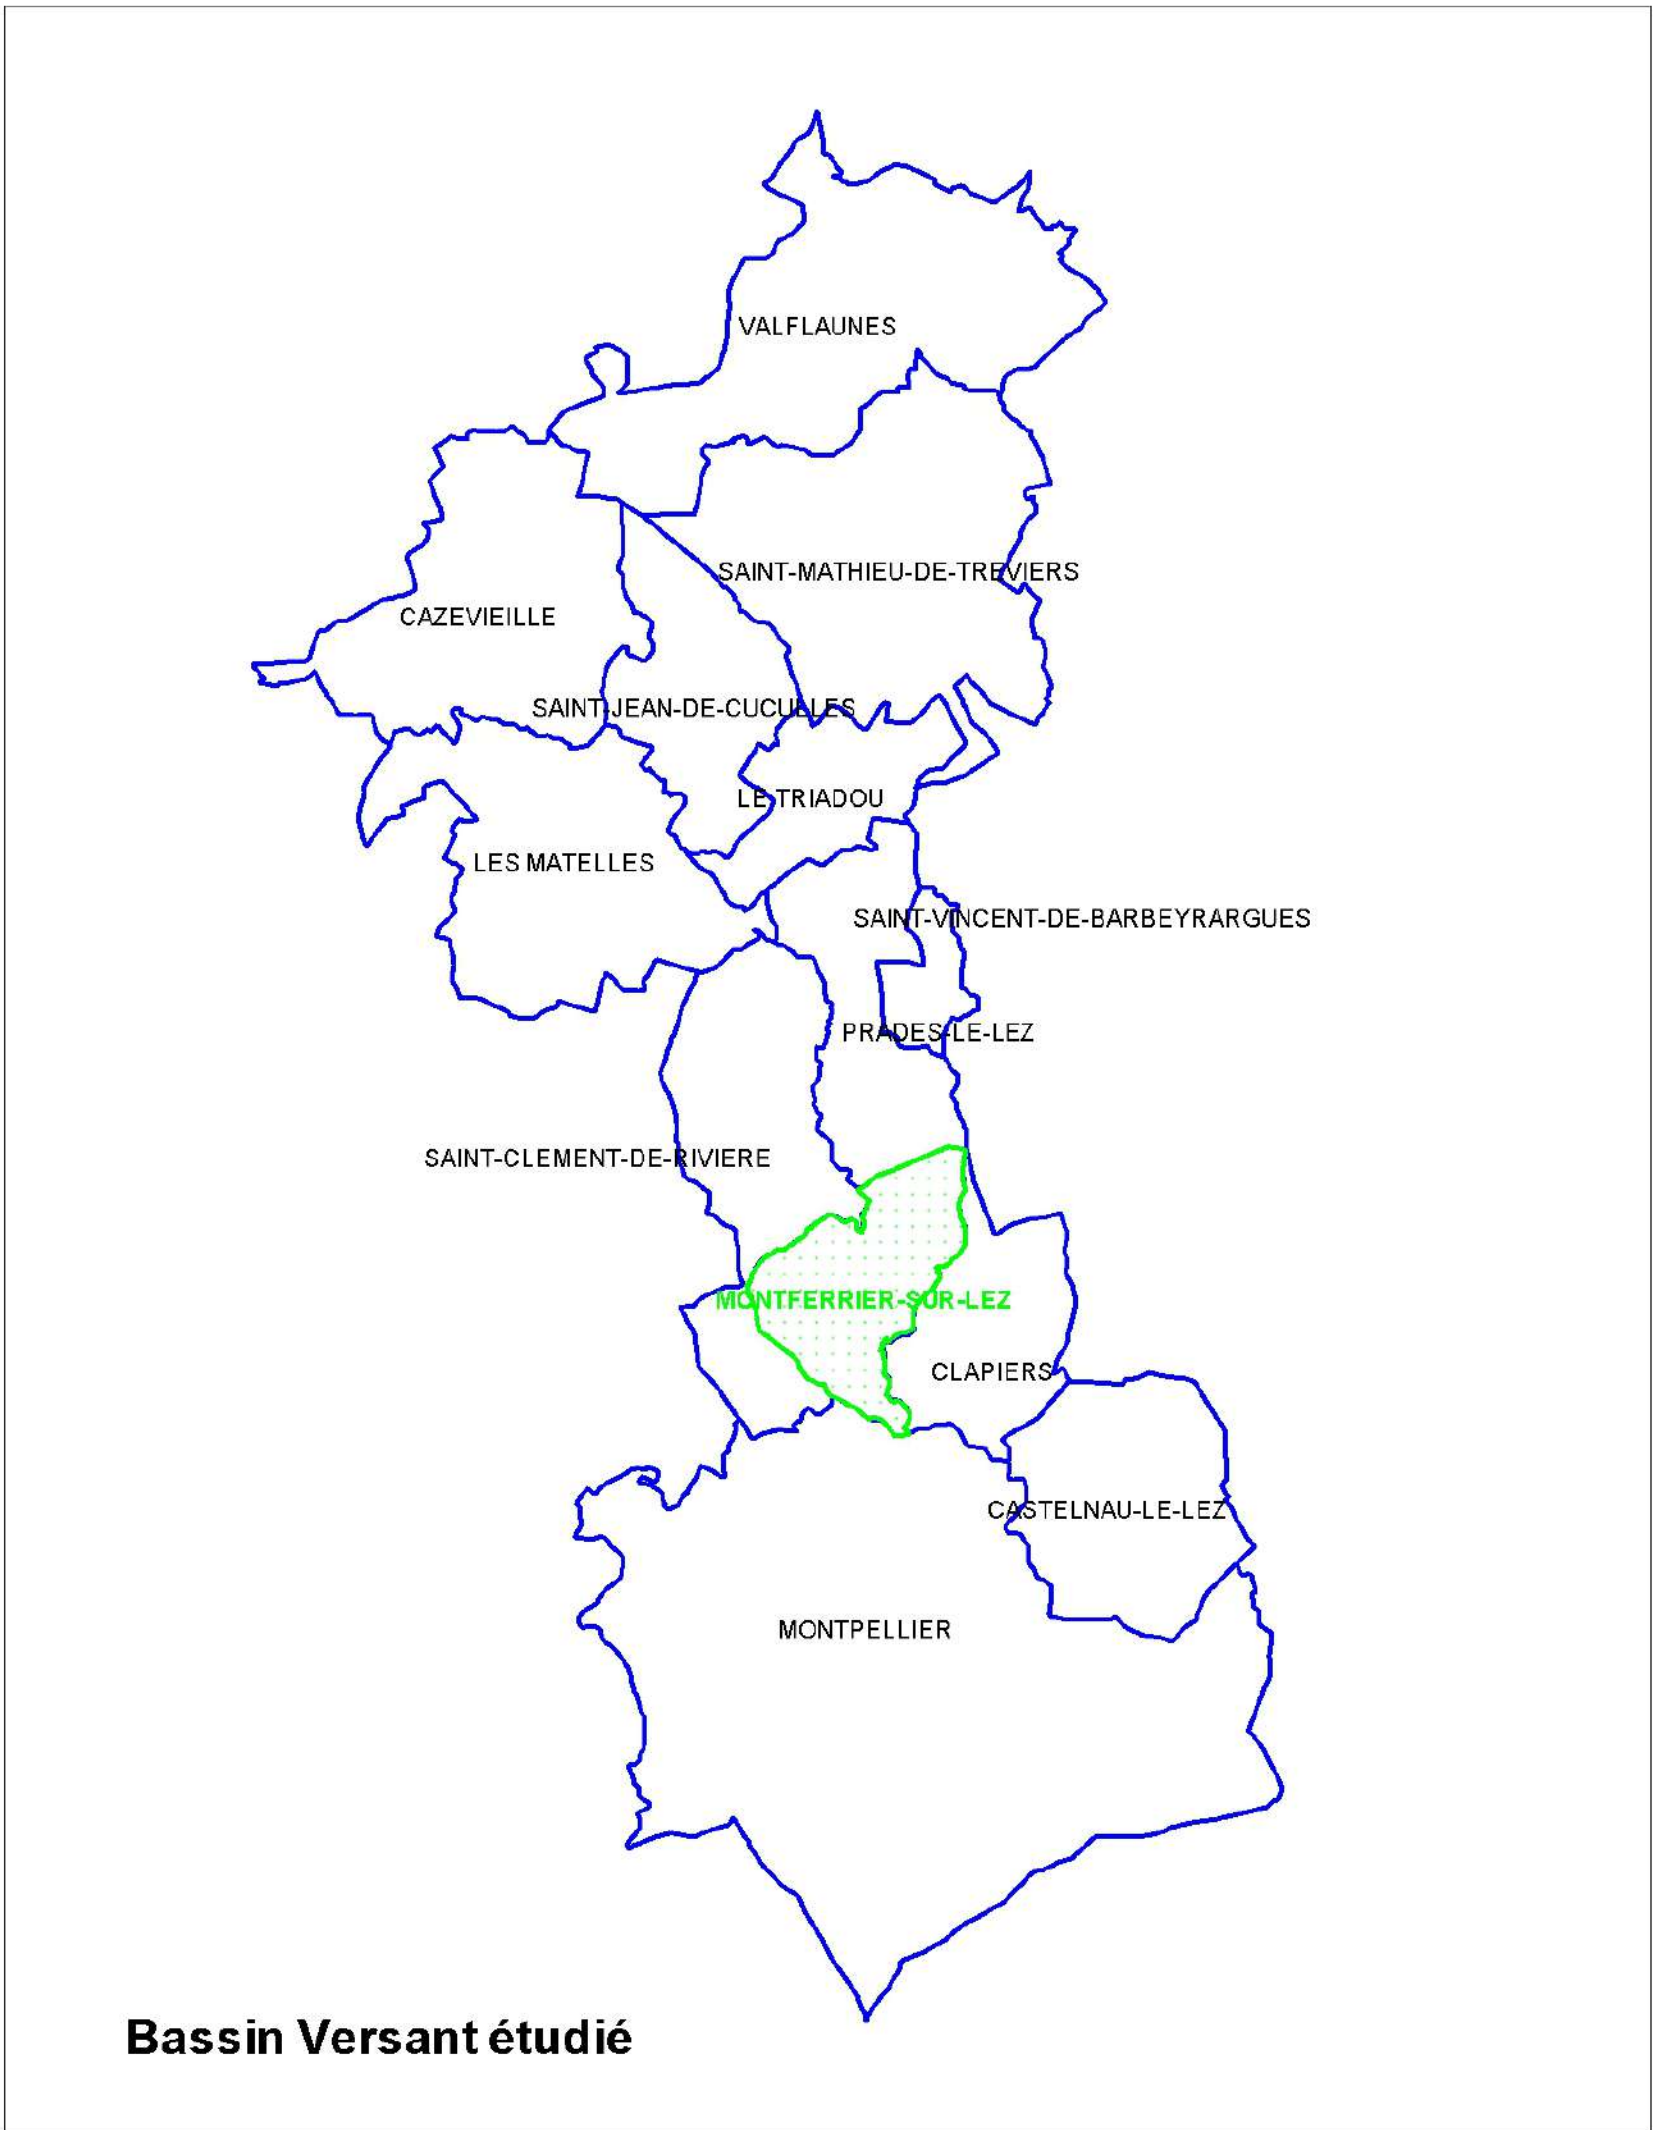 VALFLAUNES
SAINT-MATHIEU-DE-TREVIERS
CAZEVIEILLE
SAINT-JEAN-DE-CUCULLES
LE TRIADOU
LES MATELLES
SAINT-VINCENT-DE-BARBEYRARGUES
PRADES-LE-LEZ
SAINT-CLEMENT-DE-RIVIERE
MONTFERRIER-SUR-LEZ
CLAPIERS
CASTELNAU-LE-LEZ
MONTPELLIER
Bassin Versant étudié